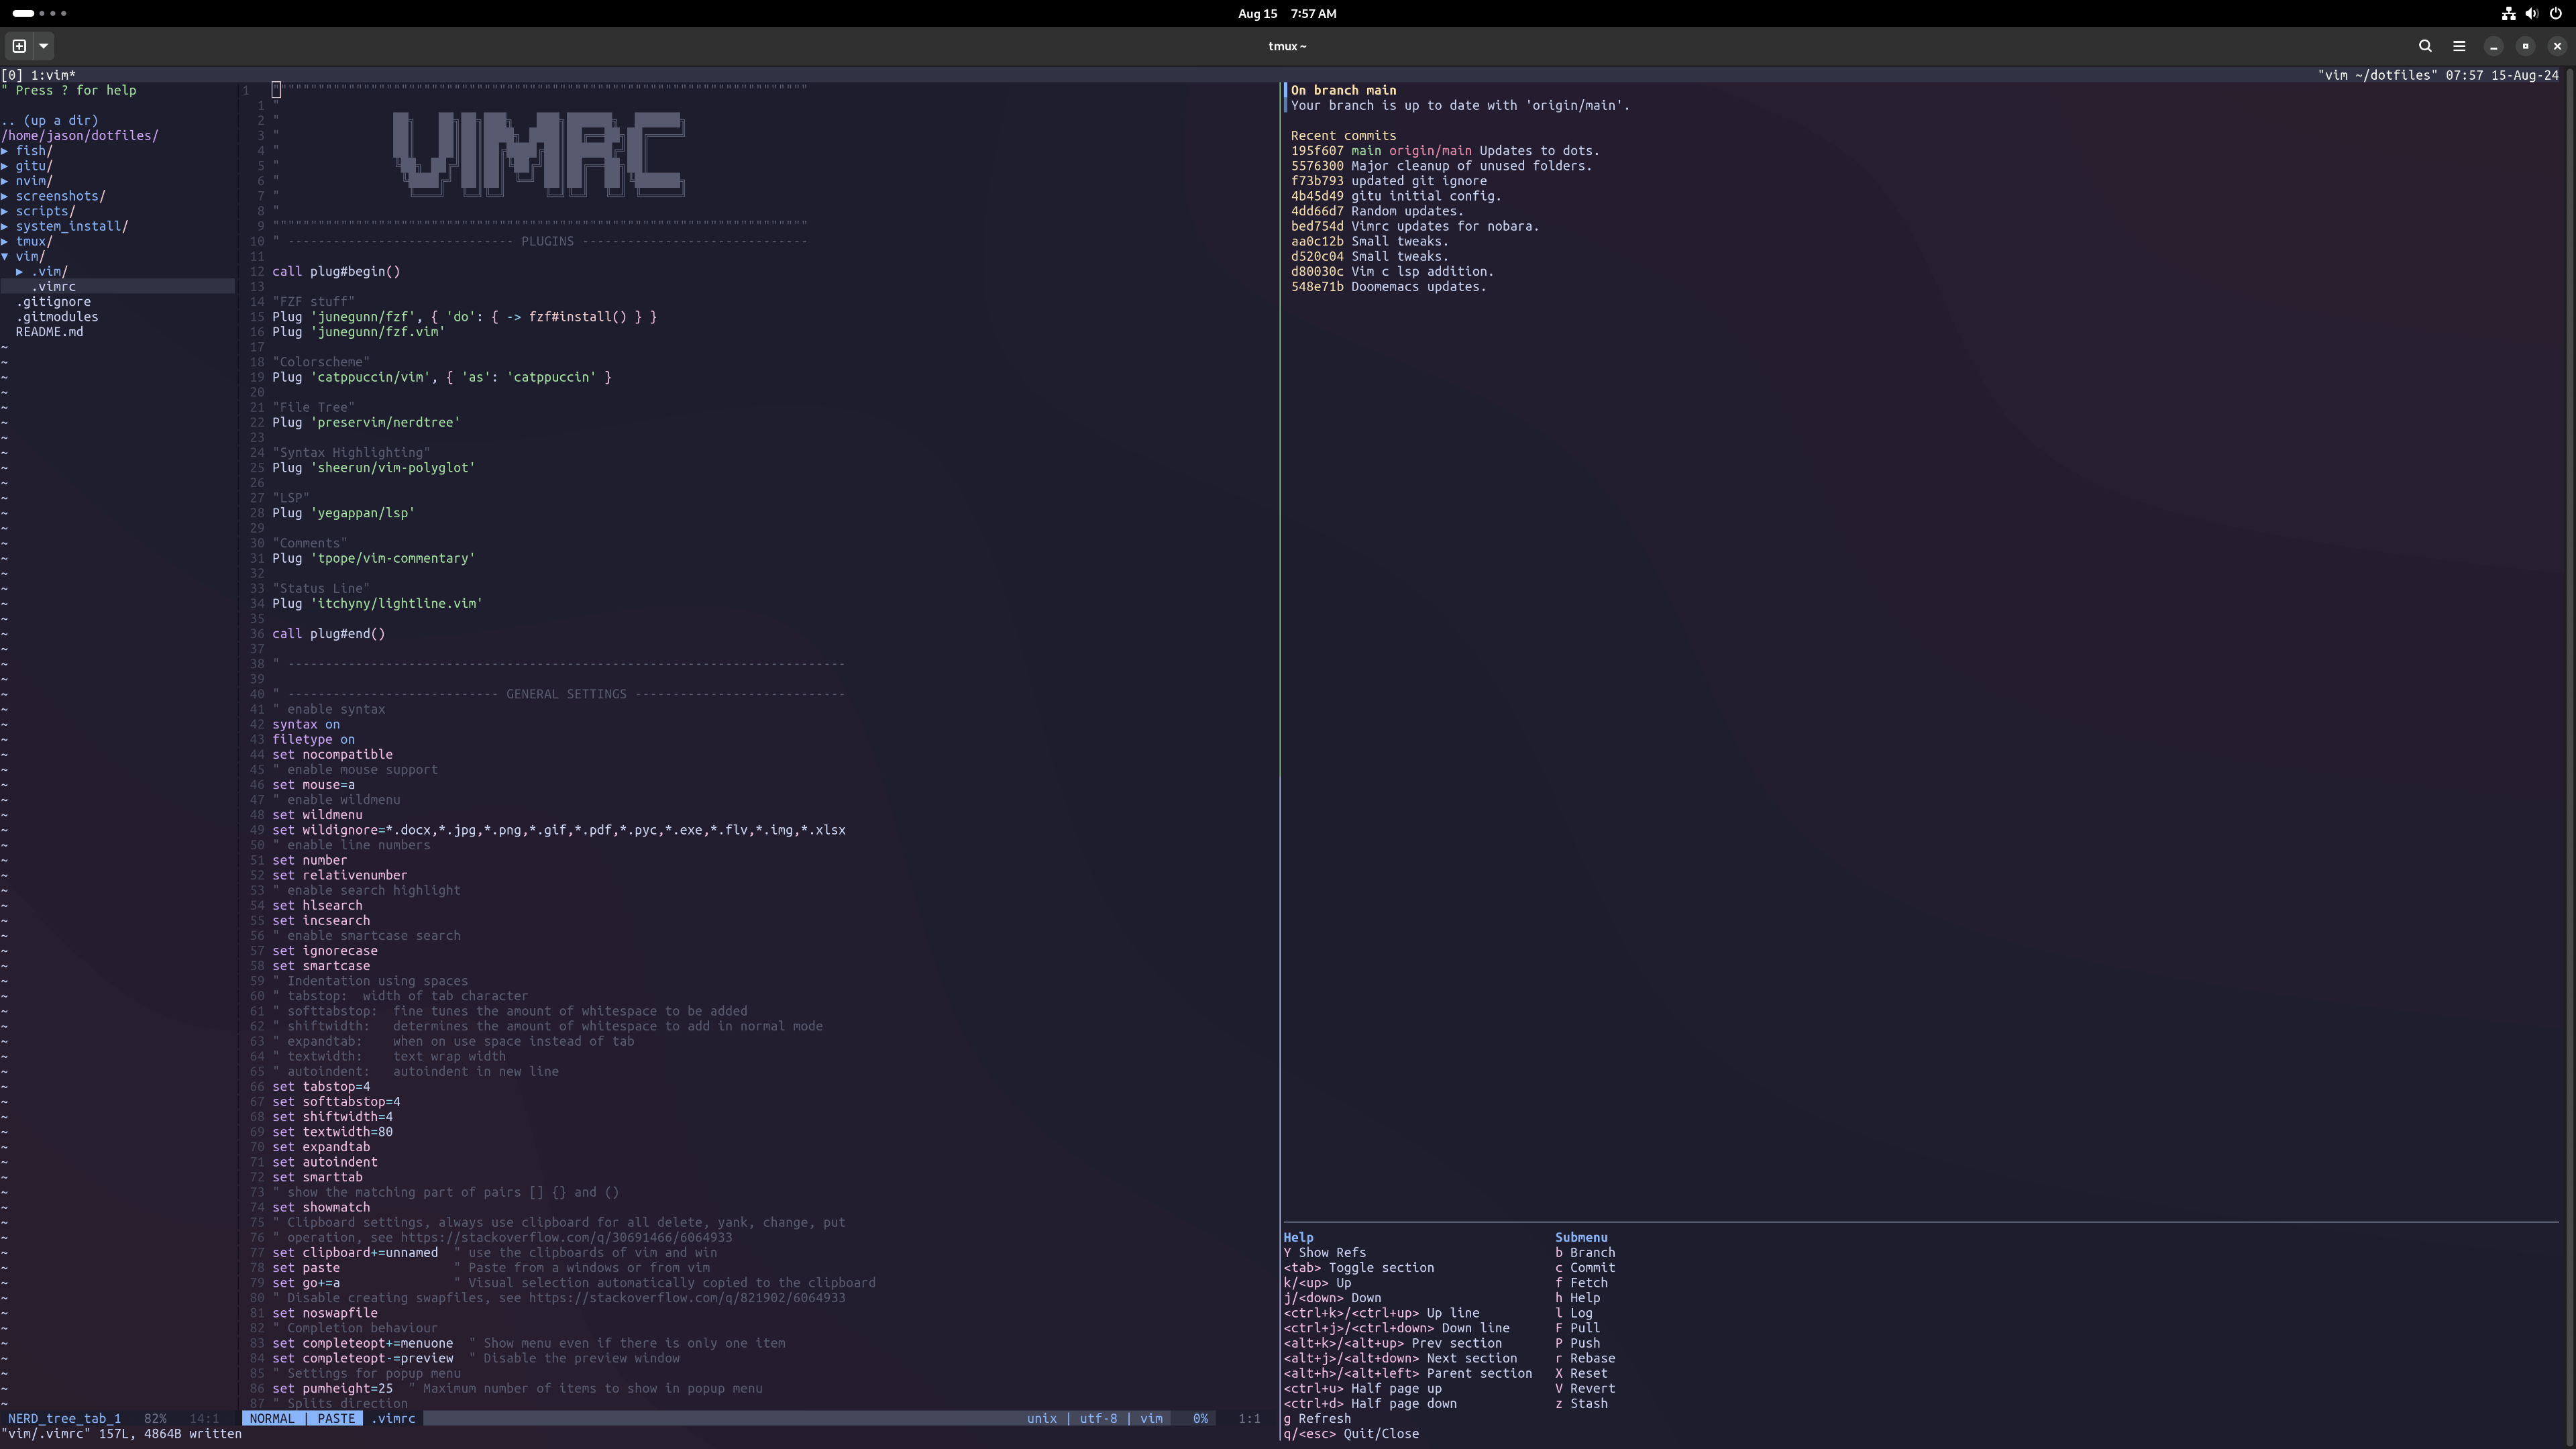 Aug 15 7:57 AM
tmux ~
[0] 1:vim* "vim ~/dotfiles" 07:57 15-Aug-24
" Press ? for help
.. (up a dir)
/home/jason/dotfiles/
▶ fish/
▶ gitu/
▶ nvim/
▶ screenshots/
▶ scripts/
▶ system_install/
▶ tmux/
▼ vim/
▶ .vim/
.vimrc
.gitignore
.gitmodules
README.md
NERD_tree_tab_1 82% 14:1
1 """""""""""""""""""""""""""""""""""""""""""""""""""""""""""""""""""""""
1 "
2 "
3 "
4 " VIMRC
5 "
6 "
7 "
8 "
9 """""""""""""""""""""""""""""""""""""""""""""""""""""""""""""""""""""""
10 " ------------------------------ PLUGINS ------------------------------
11
12 call plug#begin()
13
14 "FZF stuff"
15 Plug 'junegunn/fzf', { 'do': { -> fzf#install() } }
16 Plug 'junegunn/fzf.vim'
17
18 "Colorscheme"
19 Plug 'catppuccin/vim', { 'as': 'catppuccin' }
20
21 "File Tree"
22 Plug 'preservim/nerdtree'
23
24 "Syntax Highlighting"
25 Plug 'sheerun/vim-polyglot'
26
27 "LSP"
28 Plug 'yegappan/lsp'
29
30 "Comments"
31 Plug 'tpope/vim-commentary'
32
33 "Status Line"
34 Plug 'itchyny/lightline.vim'
35
36 call plug#end()
37
38 " --------------------------------------------------------------------------
39
40 " ---------------------------- GENERAL SETTINGS ----------------------------
41 " enable syntax
42 syntax on
43 filetype on
44 set nocompatible
45 " enable mouse support
46 set mouse=a
47 " enable wildmenu
48 set wildmenu
49 set wildignore=*.docx,*.jpg,*.png,*.gif,*.pdf,*.pyc,*.exe,*.flv,*.img,*.xlsx
50 " enable line numbers
51 set number
52 set relativenumber
53 " enable search highlight
54 set hlsearch
55 set incsearch
56 " enable smartcase search
57 set ignorecase
58 set smartcase
59 " Indentation using spaces
60 " tabstop: width of tab character
61 " softtabstop: fine tunes the amount of whitespace to be added
62 " shiftwidth: determines the amount of whitespace to add in normal mode
63 " expandtab: when on use space instead of tab
64 " textwidth: text wrap width
65 " autoindent: autoindent in new line
66 set tabstop=4
67 set softtabstop=4
68 set shiftwidth=4
69 set textwidth=80
70 set expandtab
71 set autoindent
72 set smarttab
73 " show the matching part of pairs [] {} and ()
74 set showmatch
75 " Clipboard settings, always use clipboard for all delete, yank, change, put
76 " operation, see https://stackoverflow.com/q/30691466/6064933
77 set clipboard+=unnamed " use the clipboards of vim and win
78 set paste " Paste from a windows or from vim
79 set go+=a " Visual selection automatically copied to the clipboard
80 " Disable creating swapfiles, see https://stackoverflow.com/q/821902/6064933
81 set noswapfile
82 " Completion behaviour
83 set completeopt+=menuone " Show menu even if there is only one item
84 set completeopt-=preview " Disable the preview window
85 " Settings for popup menu
86 set pumheight=25 " Maximum number of items to show in popup menu
87 " Splits direction
NORMAL | PASTE .vimrc unix | utf-8 | vim 0% 1:1
"vim/.vimrc" 157L, 4864B written
On branch main
Your branch is up to date with 'origin/main'.
Recent commits
195f607 main origin/main Updates to dots.
5576300 Major cleanup of unused folders.
f73b793 updated git ignore
4b45d49 gitu initial config.
4dd66d7 Random updates.
bed754d Vimrc updates for nobara.
aa0c12b Small tweaks.
d520c04 Small tweaks.
d80030c Vim c lsp addition.
548e71b Doomemacs updates.
Help Submenu
Y Show Refs b Branch
<tab> Toggle section c Commit
k/<up> Up f Fetch
j/<down> Down h Help
<ctrl+k>/<ctrl+up> Up line l Log
<ctrl+j>/<ctrl+down> Down line F Pull
<alt+k>/<alt+up> Prev section P Push
<alt+j>/<alt+down> Next section r Rebase
<alt+h>/<alt+left> Parent section X Reset
<ctrl+u> Half page up V Revert
<ctrl+d> Half page down z Stash
g Refresh
q/<esc> Quit/Close